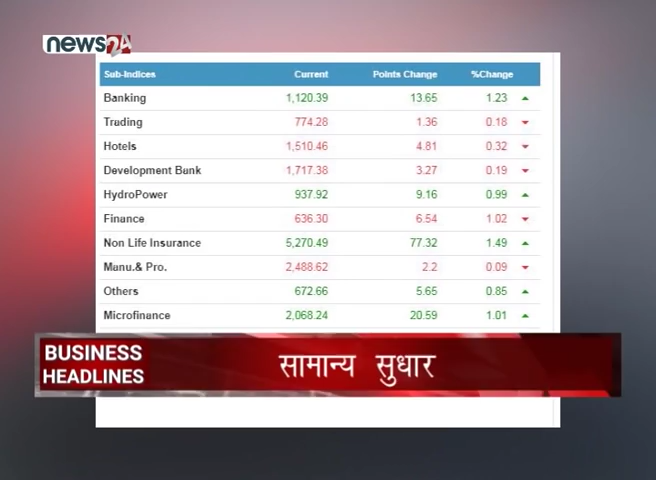 news24
Sub-Indices Current Points Change %Change
Banking 1,120.39 13.65 1.23
Trading 774.28 1.36 0.18
Hotels 1,510.46 4.81 0.32
Development Bank 1,717.38 3.27 0.19
HydroPower 937.92 9.16 0.99
Finance 636.30 6.54 1.02
Non Life Insurance 5,270.49 77.32 1.49
Manu.& Pro. 2,488.62 2.2 0.09
Others 672.66 5.65 0.85
Microfinance 2,068.24 20.59 1.01
BUSINESS
HEADLINES
सामान्य सुधार